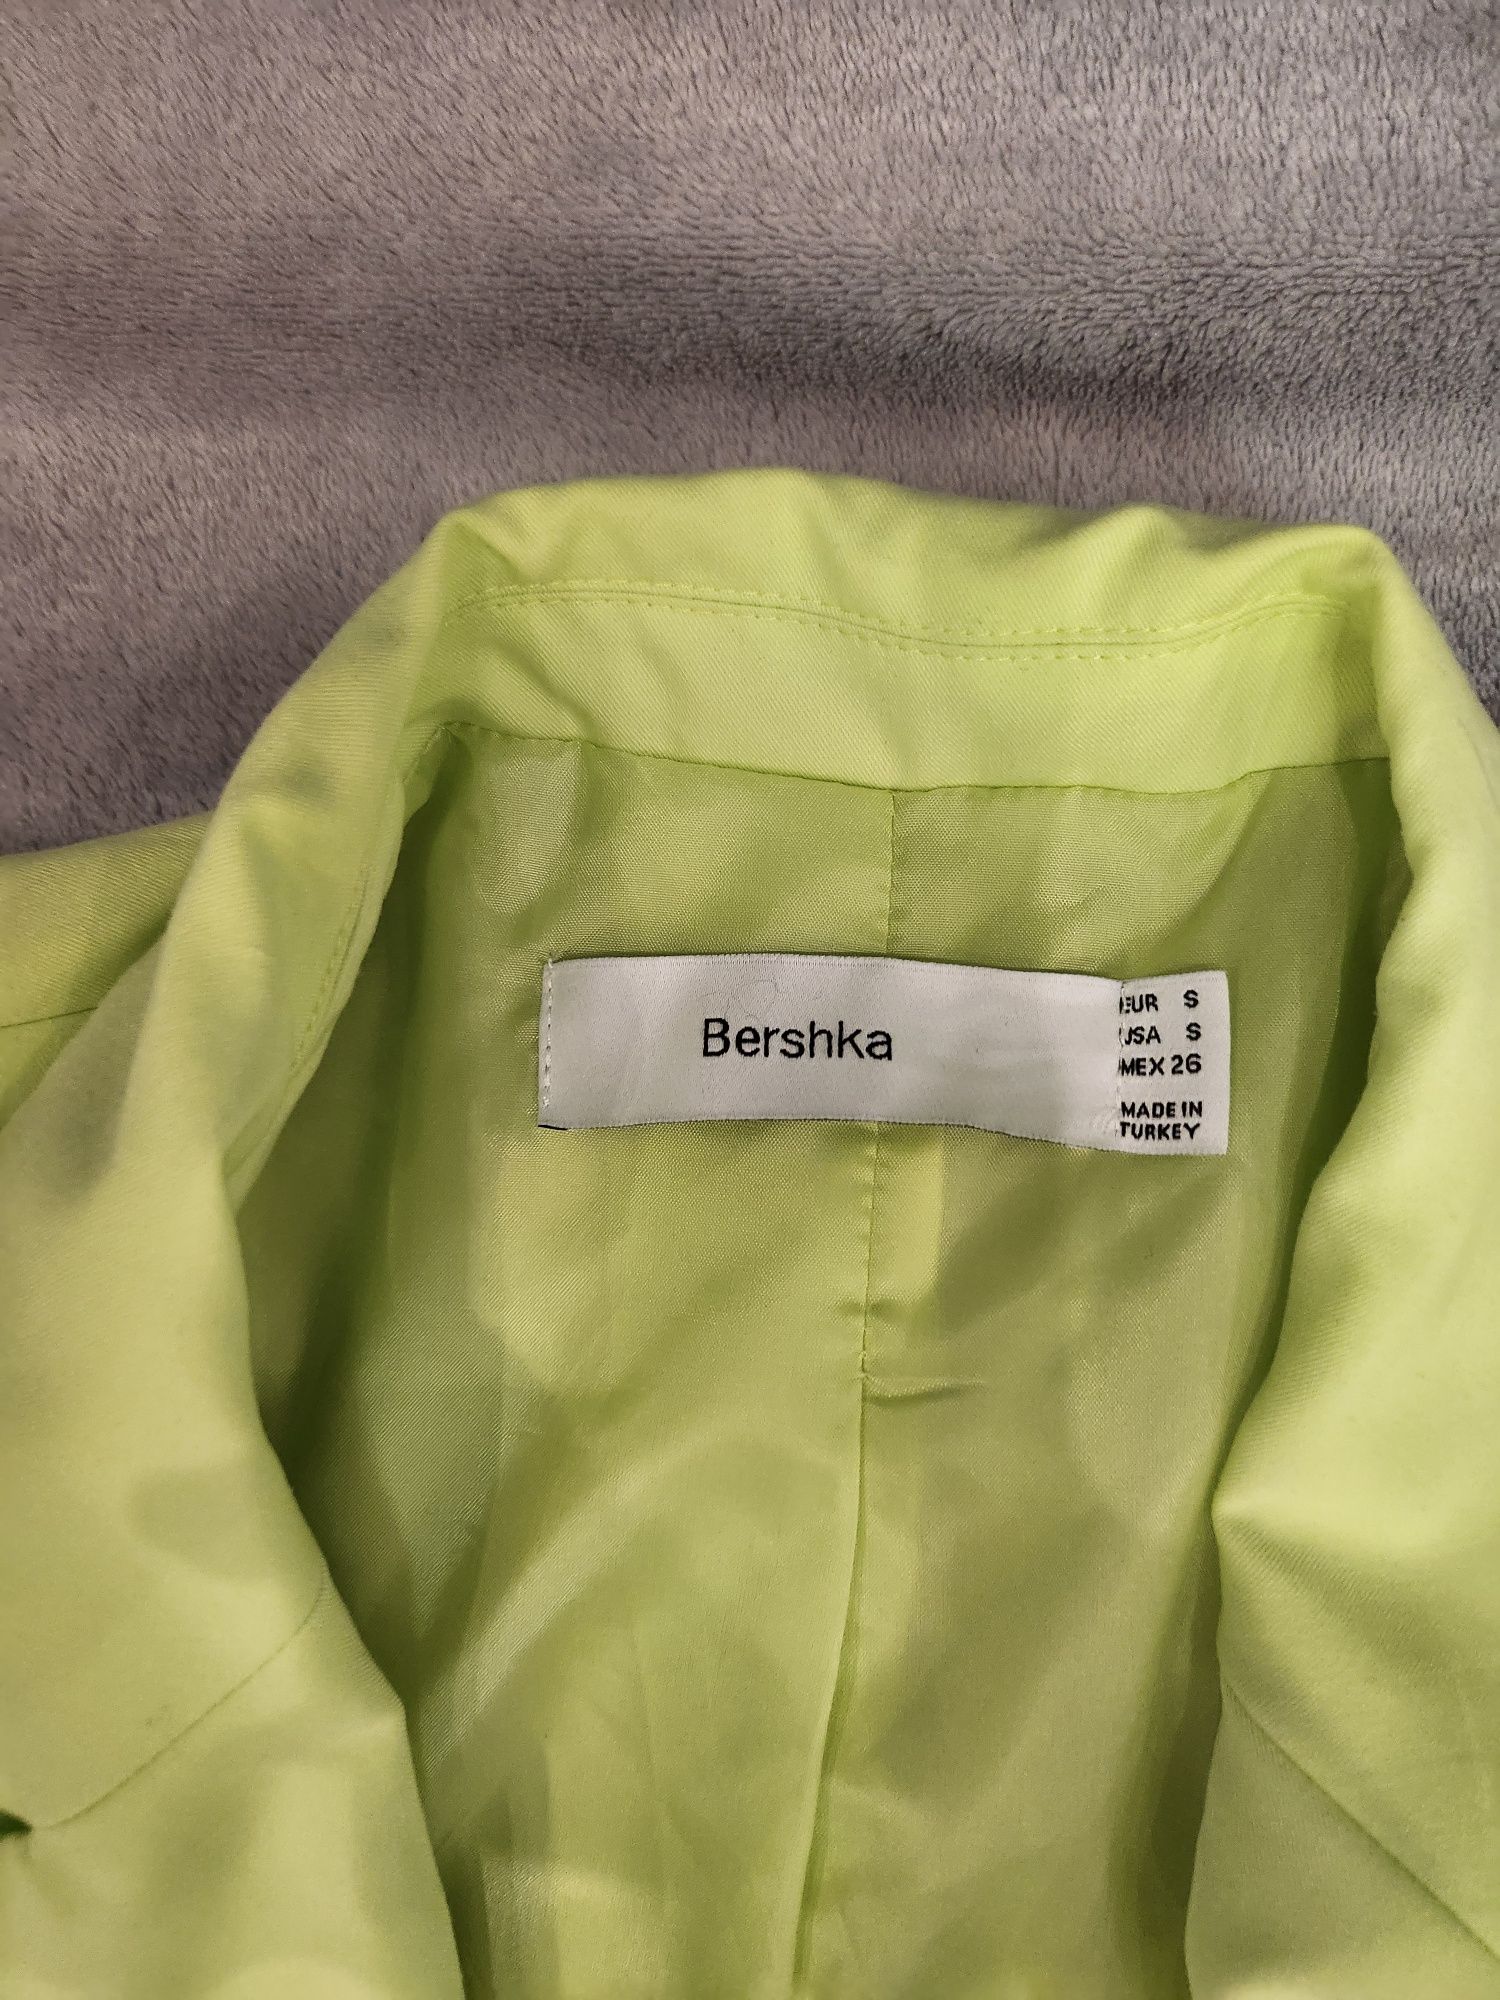 Bershka
EUR S
USA S
MEX 26
MADE IN
TURKEY